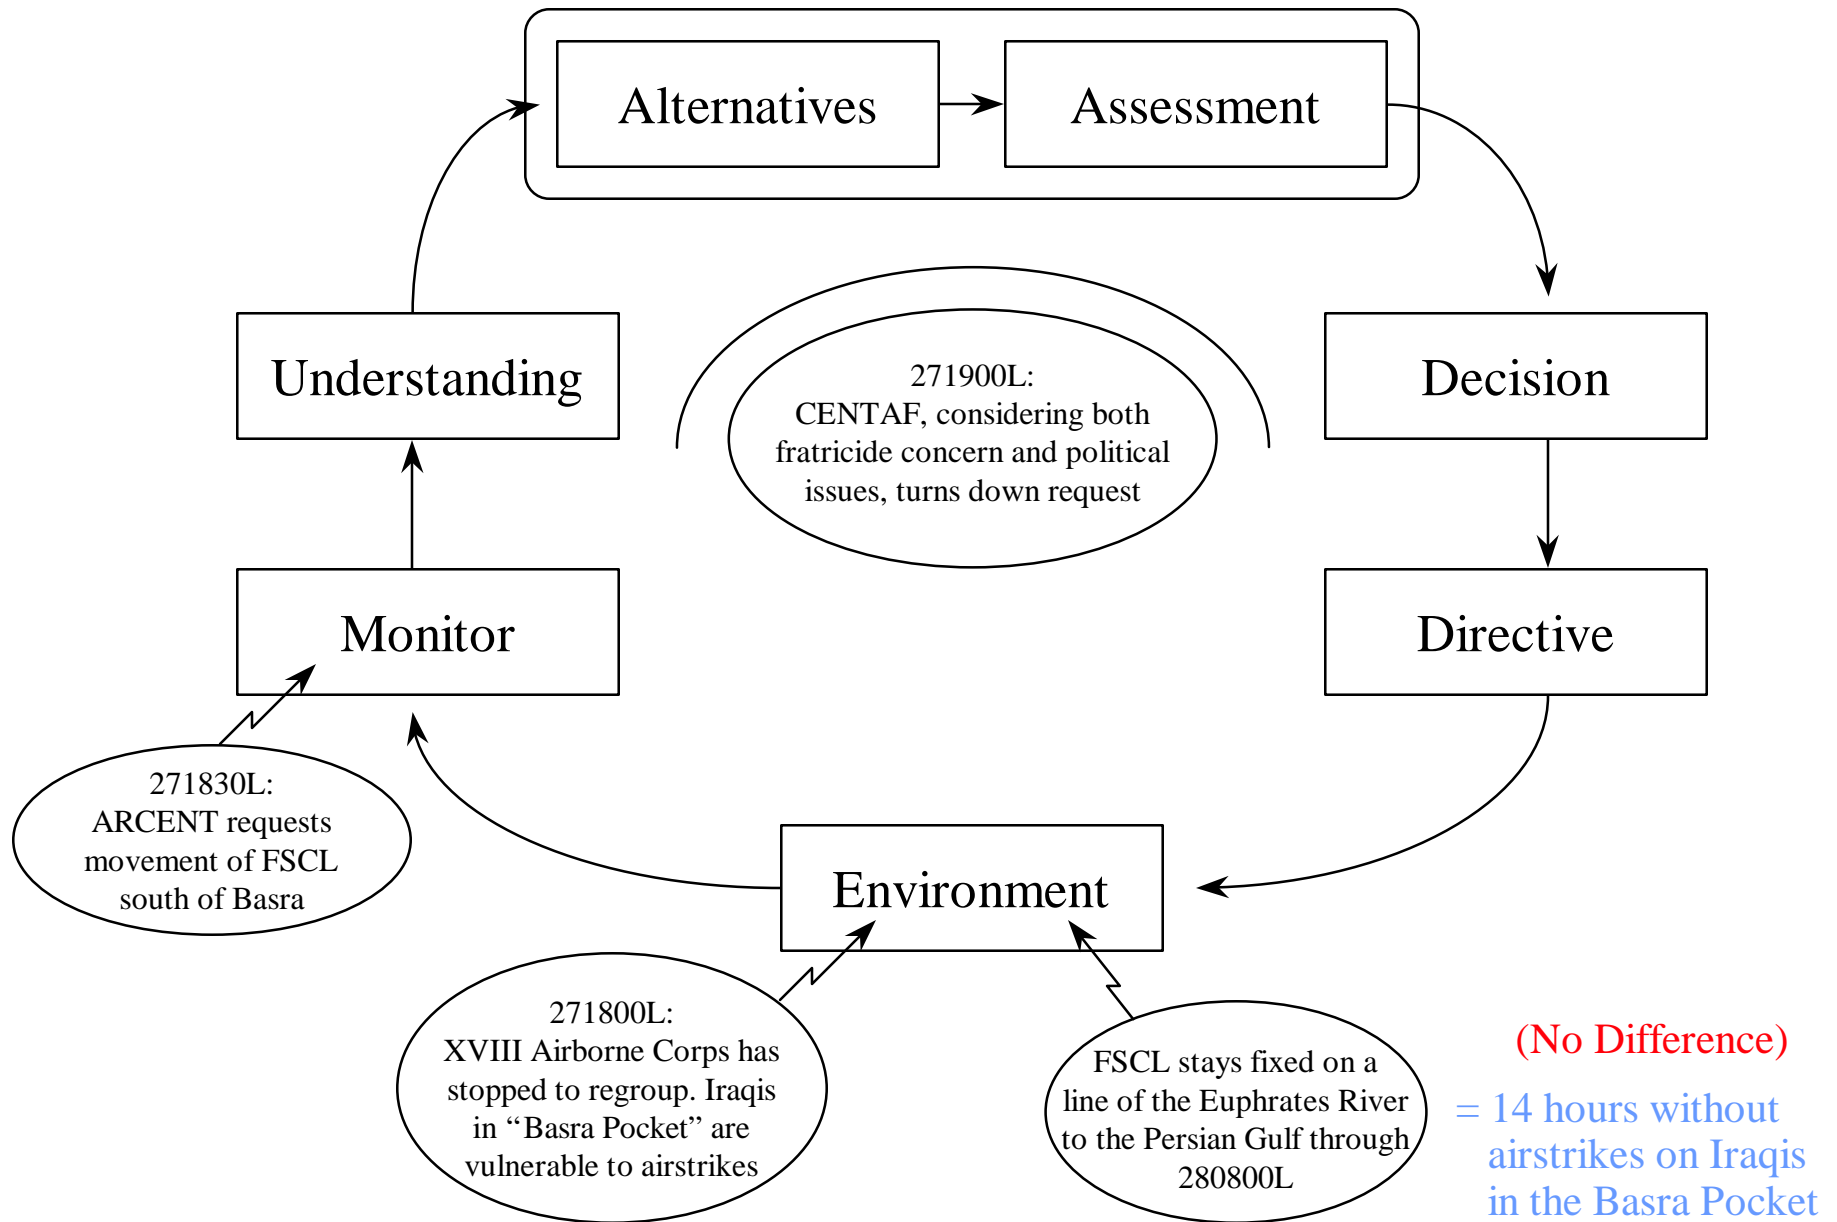 Alternatives
Assessment
Understanding
271900L:
CENTAF, considering both
fratricide concern and political
issues, turns down request
Decision
Monitor
Directive
271830L:
ARCENT requests
movement of FSCL
south of Basra
Environment
271800L:
XVIII Airborne Corps has
stopped to regroup. Iraqis
in “Basra Pocket” are
vulnerable to airstrikes
FSCL stays fixed on a
line of the Euphrates River
to the Persian Gulf through
280800L
(No Difference)
= 14 hours without
airstrikes on Iraqis
in the Basra Pocket